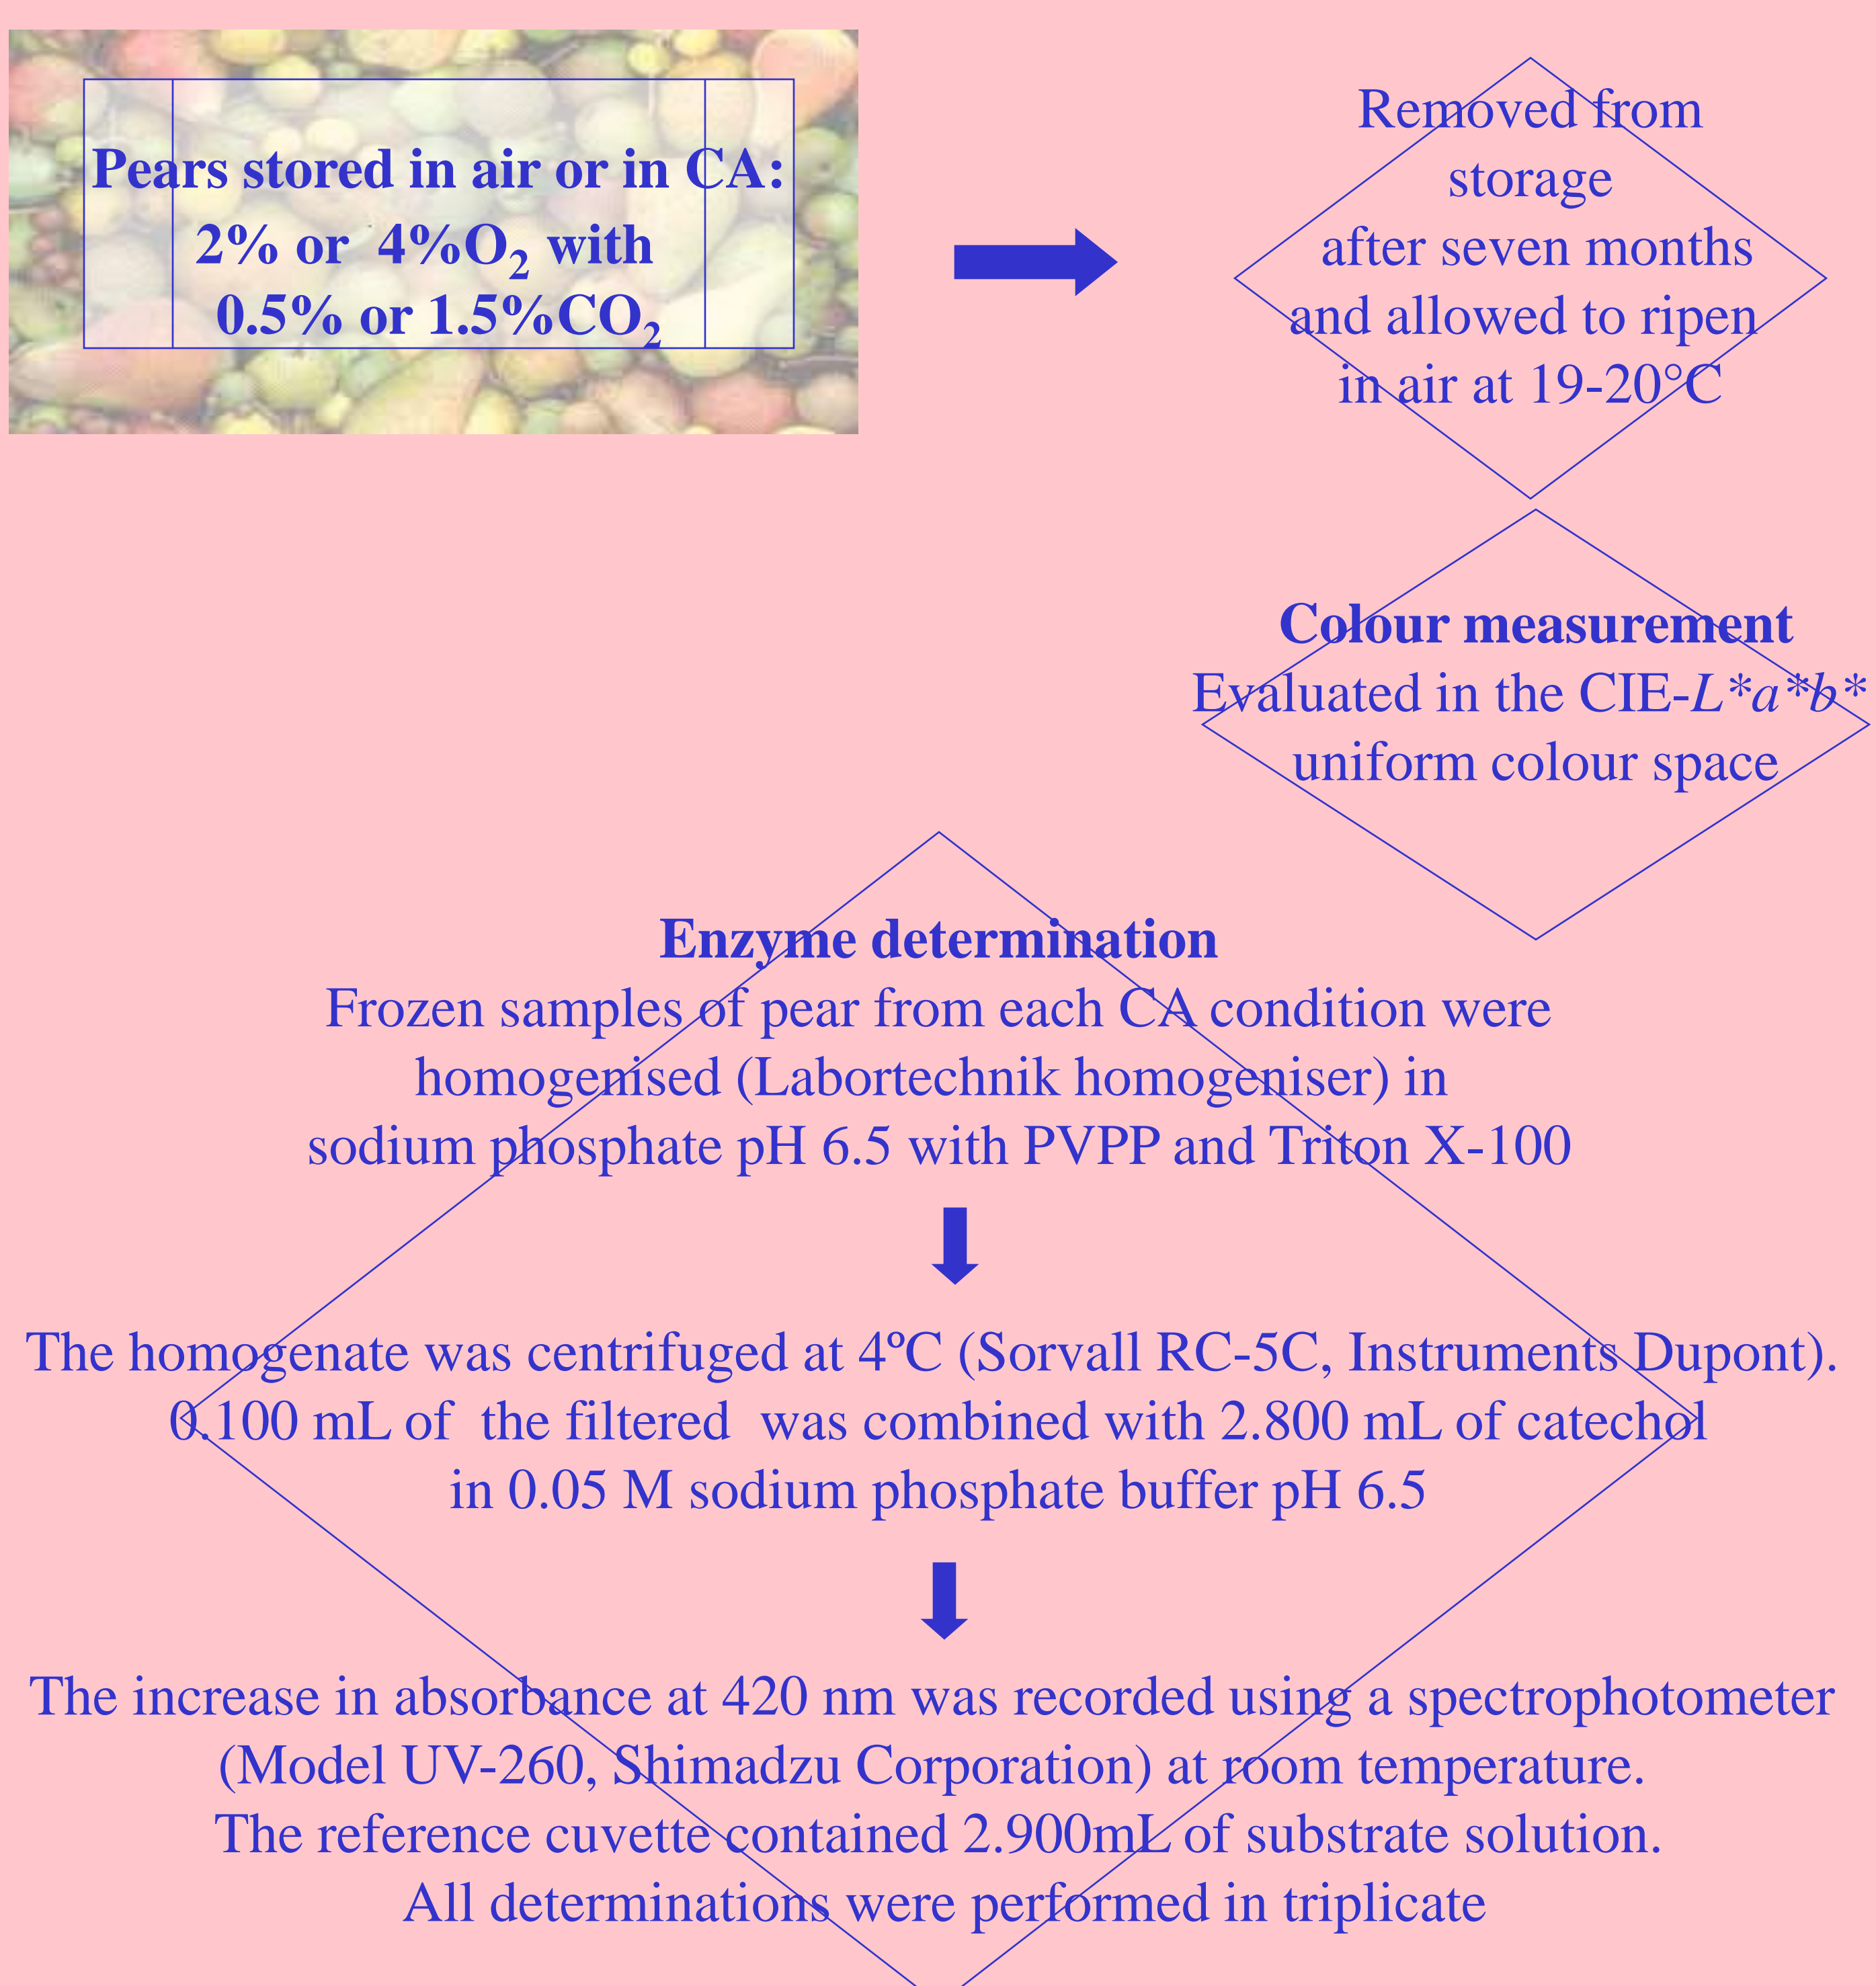 Pears stored in air or in CA:
2% or 4%O₂ with
0.5% or 1.5%CO₂
Removed from
storage
after seven months
and allowed to ripen
in air at 19-20°C
Colour measurement
Evaluated in the CIE-L*a*b*
uniform colour space
Enzyme determination
Frozen samples of pear from each CA condition were
homogenised (Labortechnik homogeniser) in
sodium phosphate pH 6.5 with PVPP and Triton X-100
The homogenate was centrifuged at 4ºC (Sorvall RC-5C, Instruments Dupont).
0.100 mL of the filtered was combined with 2.800 mL of catechol
in 0.05 M sodium phosphate buffer pH 6.5
The increase in absorbance at 420 nm was recorded using a spectrophotometer
(Model UV-260, Shimadzu Corporation) at room temperature.
The reference cuvette contained 2.900mL of substrate solution.
All determinations were performed in triplicate